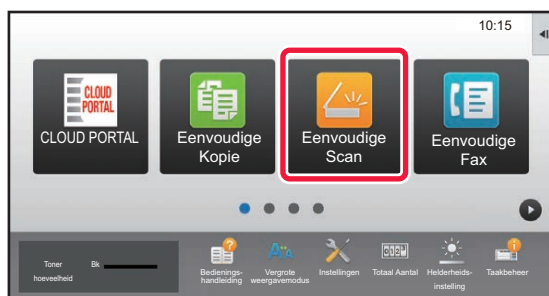 10:15
CLOUD
PORTAL
CLOUD PORTAL
Eenvoudige
Kopie
Eenvoudige
Scan
Eenvoudige
Fax
Toner
hoeveelheid
Bk
Bedienings-
handleiding
Vergrote
weergavemodus
Instellingen
Totaal Aantal
Helderheids-
instelling
Taakbeheer